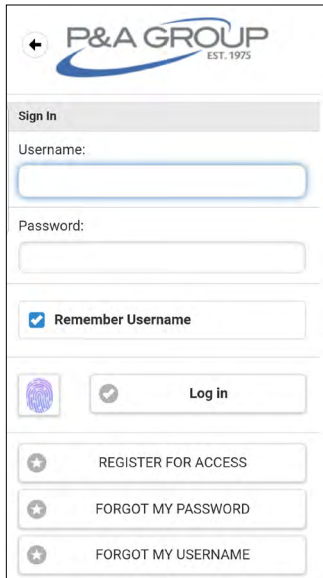 P&A GROUP
EST. 1975
Sign In
Username:
Password:
Remember Username
Log in
REGISTER FOR ACCESS
FORGOT MY PASSWORD
FORGOT MY USERNAME